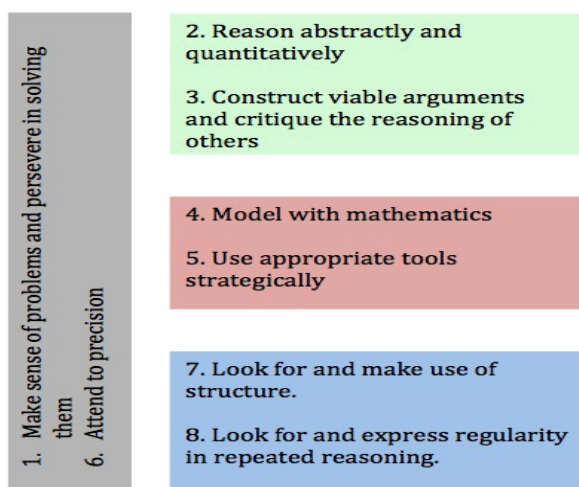 1. Make sense of problems and persevere in solving
them
6. Attend to precision
2. Reason abstractly and
quantitatively
3. Construct viable arguments
and critique the reasoning of
others
4. Model with mathematics
5. Use appropriate tools
strategically
7. Look for and make use of
structure.
8. Look for and express regularity
in repeated reasoning.